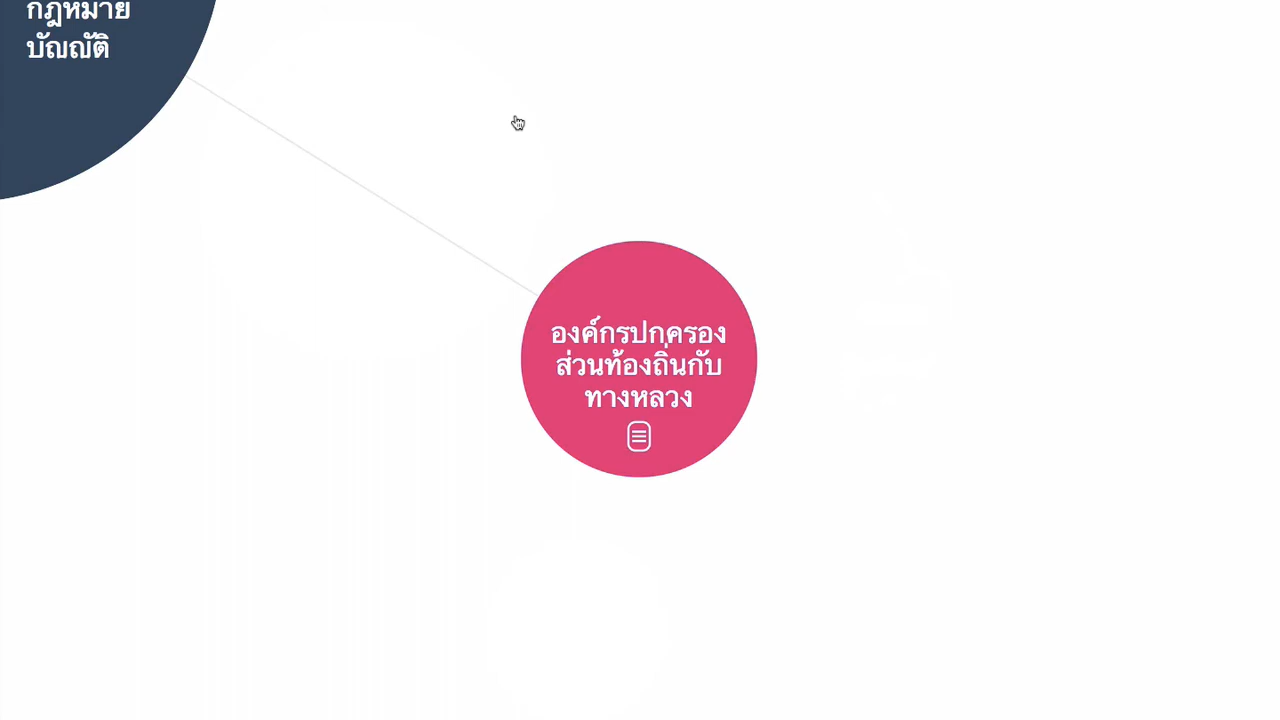 กฎหมาย
บัญญัติ
องค์กรปกครอง
ส่วนท้องถิ่นกับ
ทางหลวง